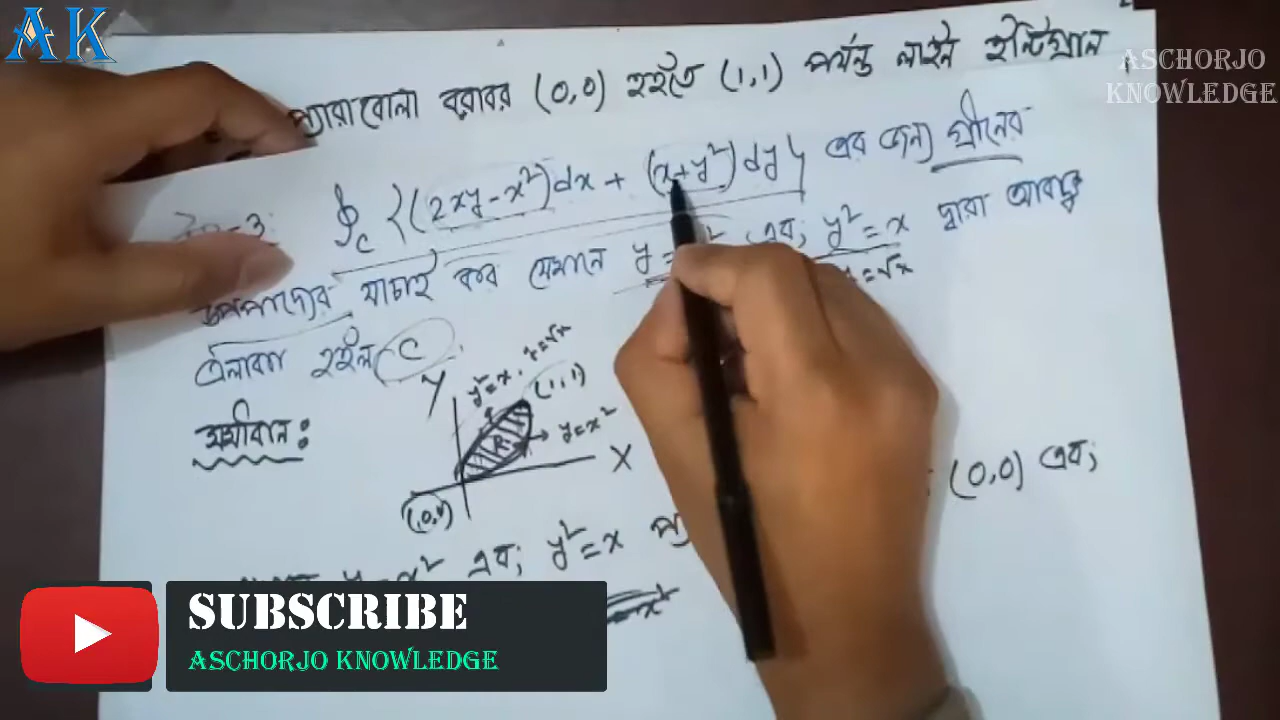 AK
ASCHORJO
KNOWLEDGE
প্যারাবোলা বরাবর (0,0) হইতে (1,1) পর্যন্ত লাইন ইন্টিগ্রাল
∮c {(2xy-x²)dx + (x+y²)dy} এর জন্য গ্রীনের
উপপাদ্যের যাচাই কর যেখানে y= এবং y²=x দ্বারা আবদ্ধ
=√x
এলাকা হইল C
সমাধান:
Y
y²=x, y=√x
(1,1)
R
y=x²
X
(0,0)
(0,0) এবং
এবং y²=x
SUBSCRIBE
ASCHORJO KNOWLEDGE